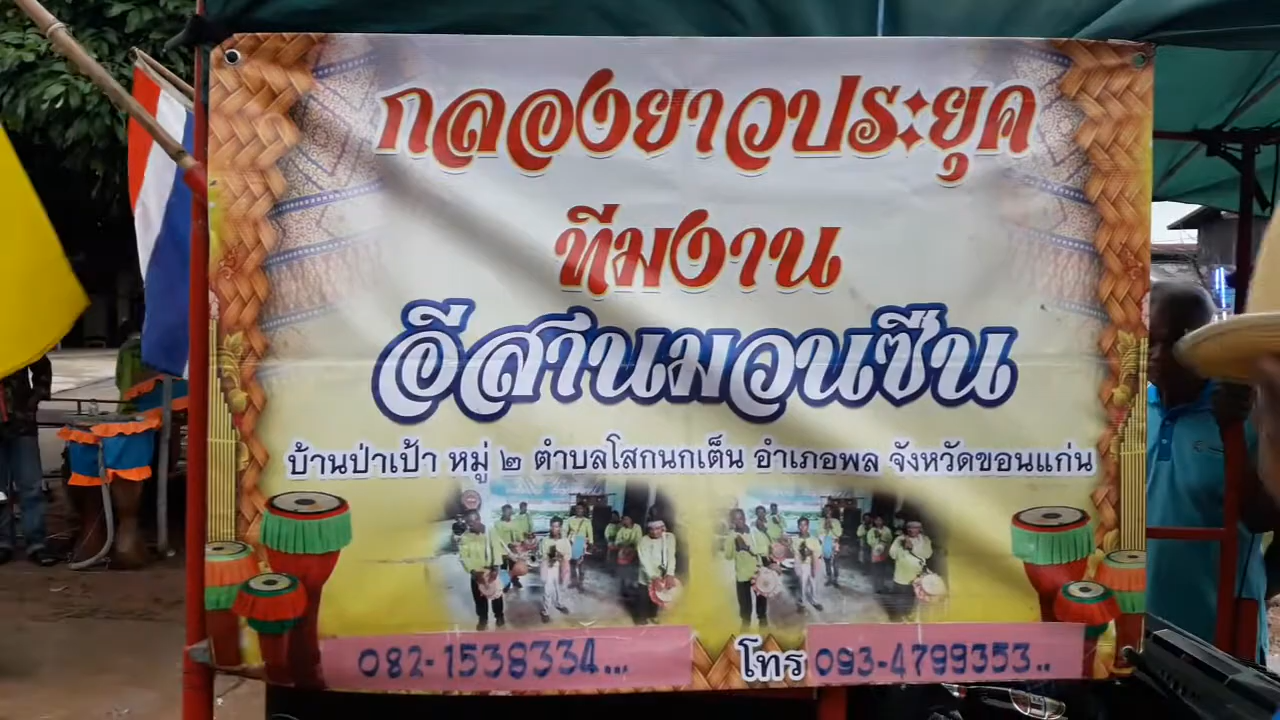 กลองยาวประยุค
ทีมงาน
อีสานมวนซืน
บ้านป่าเป้า หมู่ ๒ ตำบลโสกนกเต็น อำเภอพล จังหวัดขอนแก่น
082-1538334... โทร 093-4799353..